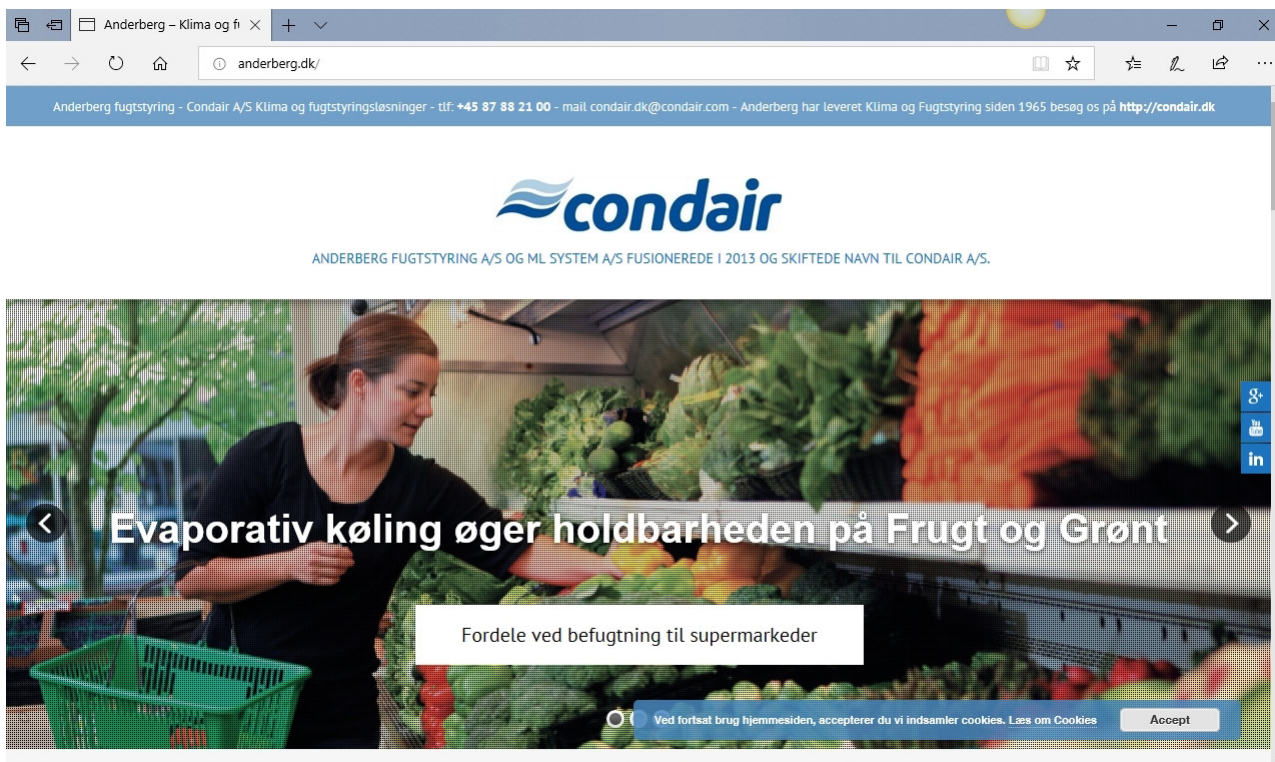 Anderberg – Klima og f
anderberg.dk/
Anderberg fugtstyring - Condair A/S Klima og fugtstyringsløsninger - tlf: +45 87 88 21 00 - mail condair.dk@condair.com - Anderberg har leveret Klima og Fugtstyring siden 1965 besøg os på http://condair.dk
condair
ANDERBERG FUGTSTYRING A/S OG ML SYSTEM A/S FUSIONEREDE I 2013 OG SKIFTEDE NAVN TIL CONDAIR A/S.
g+
You Tube
in
Evaporativ køling øger holdbarheden på Frugt og Grønt
Fordele ved befugtning til supermarkeder
Ved fortsat brug hjemmesiden, accepterer du vi indsamler cookies. Læs om Cookies Accept